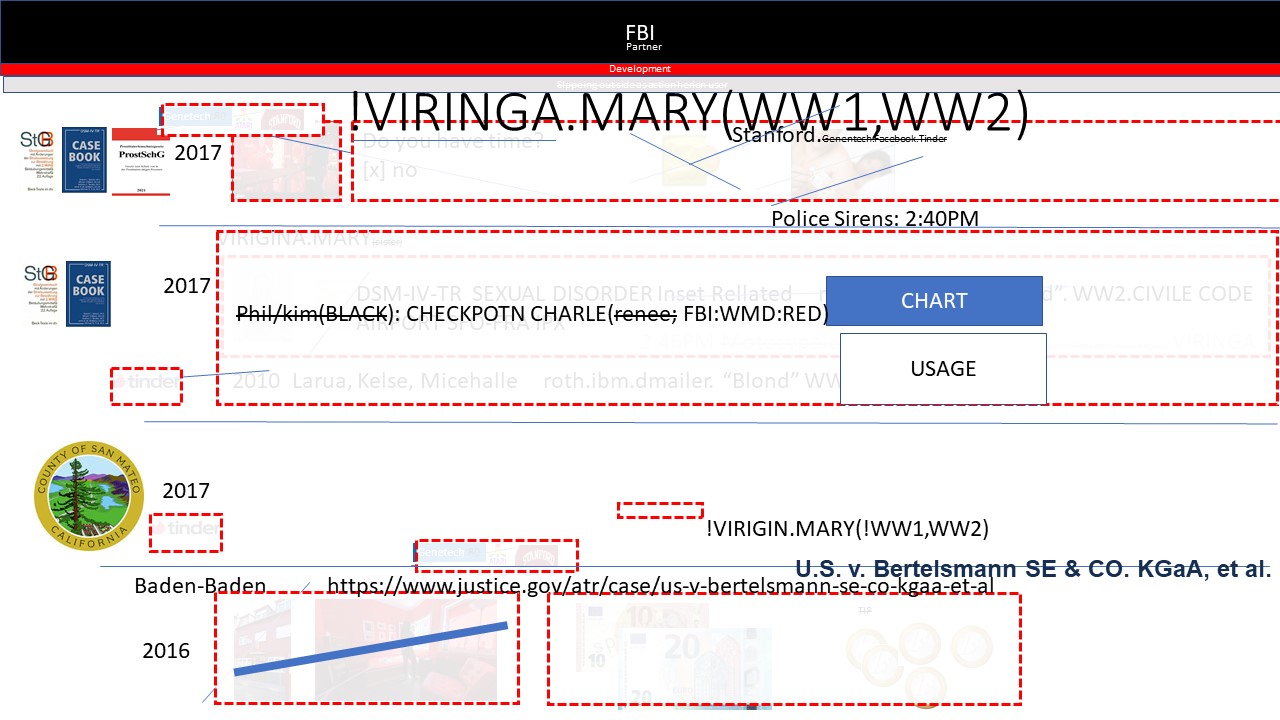 FBI
Partner
Development
!VIRINGA.MARY(WW1,WW2)
Genetech
Stanford.Genentech.Facebook.Tinder
Do you have time?
[x] no
StGB
CASE BOOK
ProstSchG
2021
2017
Police Sirens: 2:40PM
VIRIGINA.MARY
StGB
CASE BOOK
2017
DSM-IV-TR SEXUAL DISORDER Inset Rellated
d”. WW2.CIVILE CODE
CHART
Phil/kim(BLACK): CHECKPOTN CHARLE(renee; FBI:WMD:RED)
AIRPORT SFO-FRA IPX
VIRINGA
USAGE
tinder
2010 Larua, Kelse, Micehalle roth.ibm.dmailer. “Blond” WW
COUNTY OF SAN MATEO
CALIFORNIA
2017
tinder
!VIRIGIN.MARY(!WW1,WW2)
Genetech
U.S. v. Bertelsmann SE & CO. KGaA, et al.
Baden-Baden
https://www.justice.gov/atr/case/us-v-bertelsmann-se-co-kgaa-et-al
TIP
10
20
10
2016
20